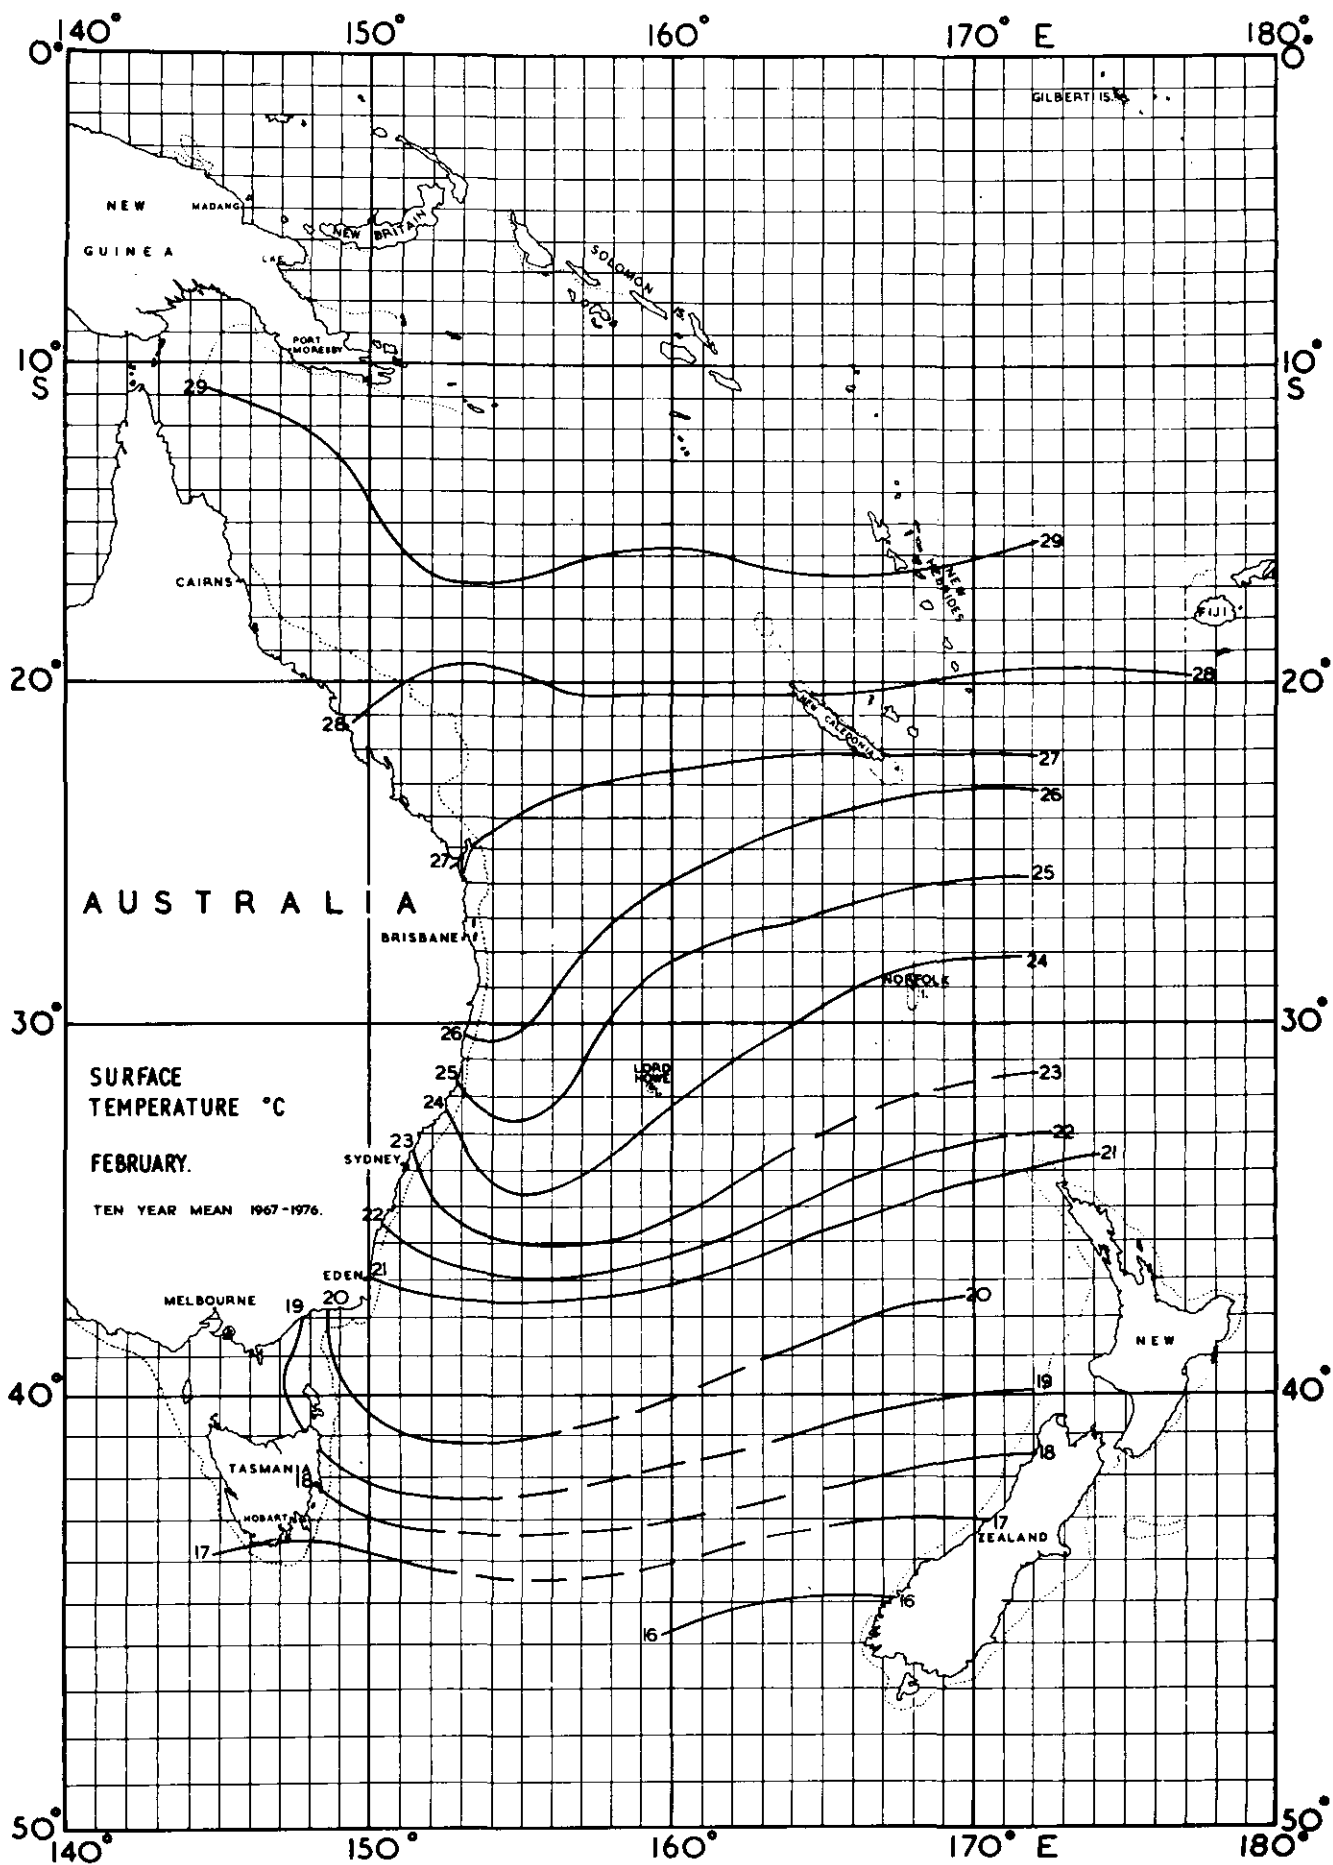 140° 150° 160° 170° E 180°
0° 0°
GILBERT IS.
NEW MADANG
NEW BRITAIN
GUINEA
LAE
SOLOMON
PORT
MORESBY
10° 10°
S S
29
29
CAIRNS
NEW
HEBRIDES
FIJI
20° 28 20°
28
NEW CALEDONIA
27
26
27
25
AUSTRALIA
BRISBANE
24
NORFOLK
I.
30° 26 30°
LORD
HOWE
25 23
SURFACE
TEMPERATURE °C
24
23 22
FEBRUARY.
SYDNEY 21
TEN YEAR MEAN 1967-1976.
22
EDEN 21
MELBOURNE 19 20 20
NEW
40° 19 40°
18
TASMANIA
18
HOBART 17
ZEALAND
17
16
16
50° 50°
140° 150° 160° 170° E 180°